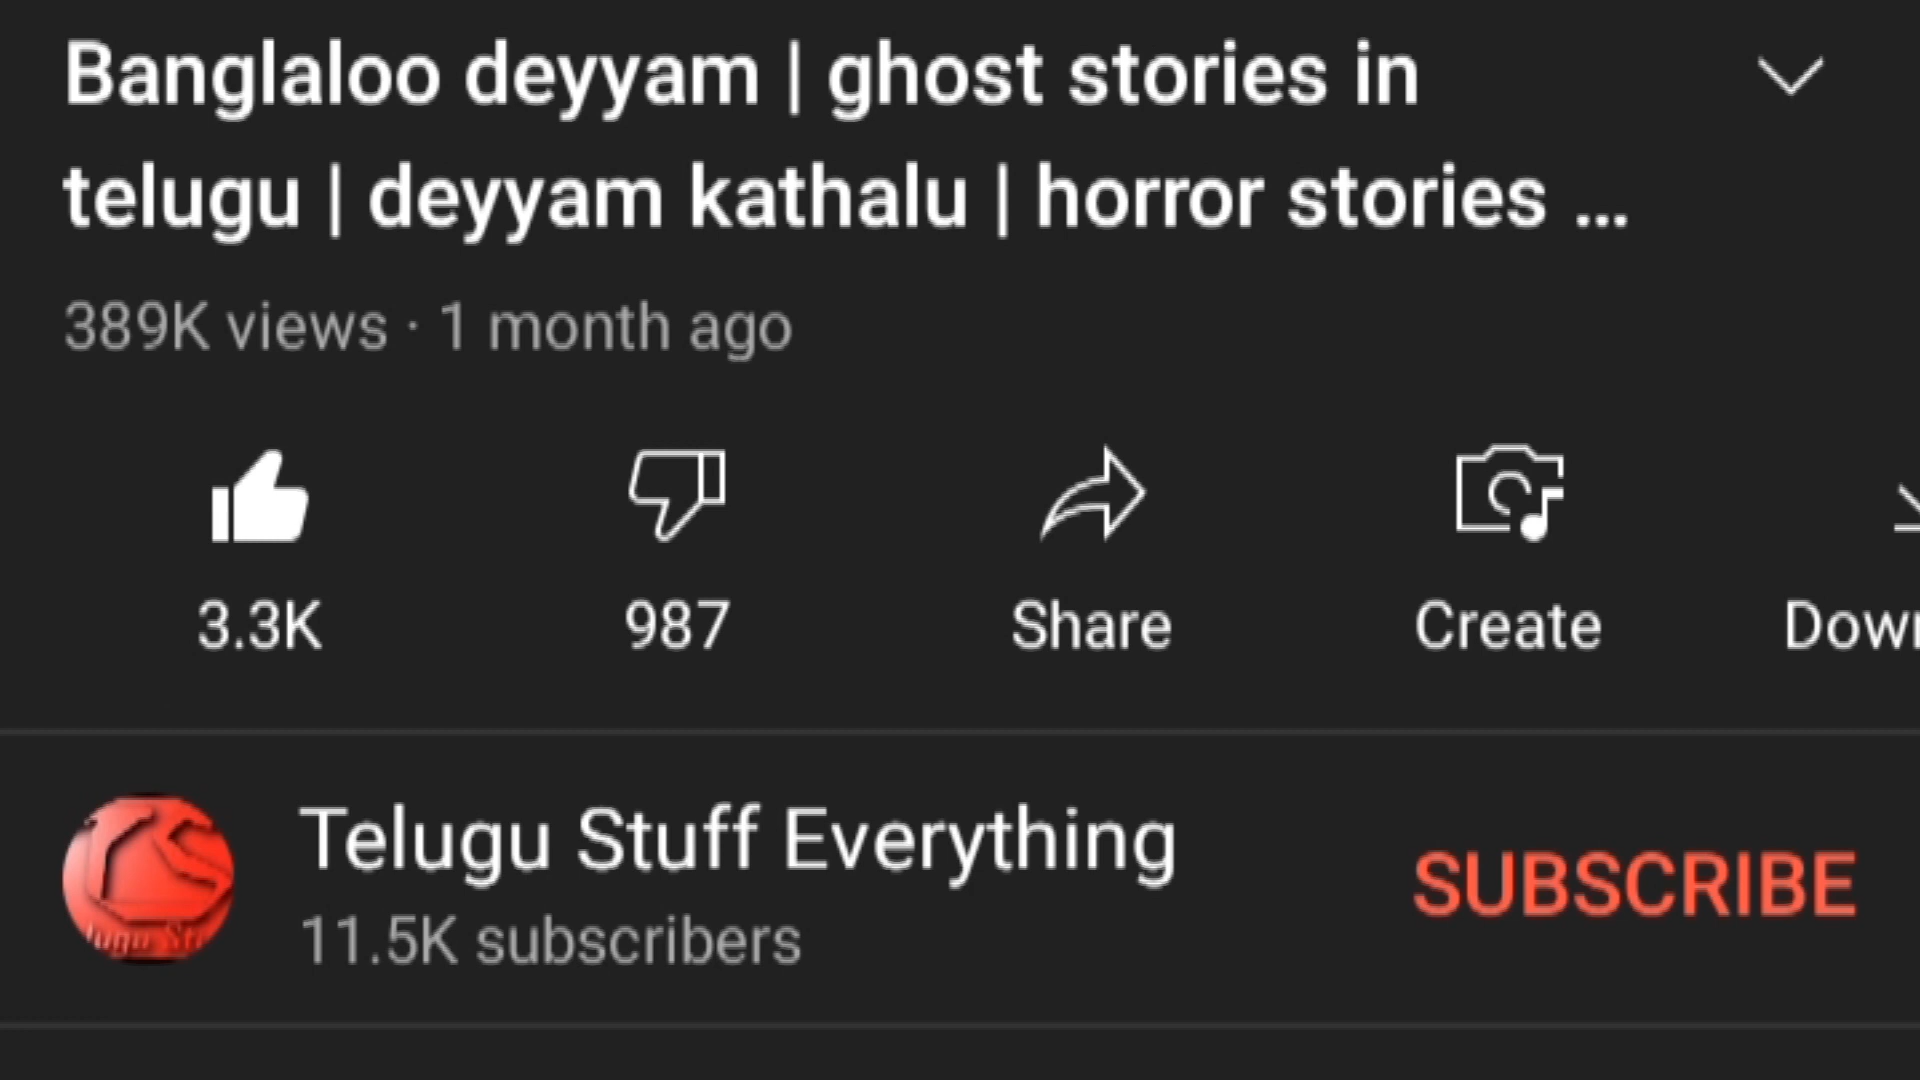 Banglaloo deyyam | ghost stories in
telugu | deyyam kathalu | horror stories ...
389K views · 1 month ago
3.3K
987
Share
Create
Telugu Stuff Everything
11.5K subscribers
SUBSCRIBE